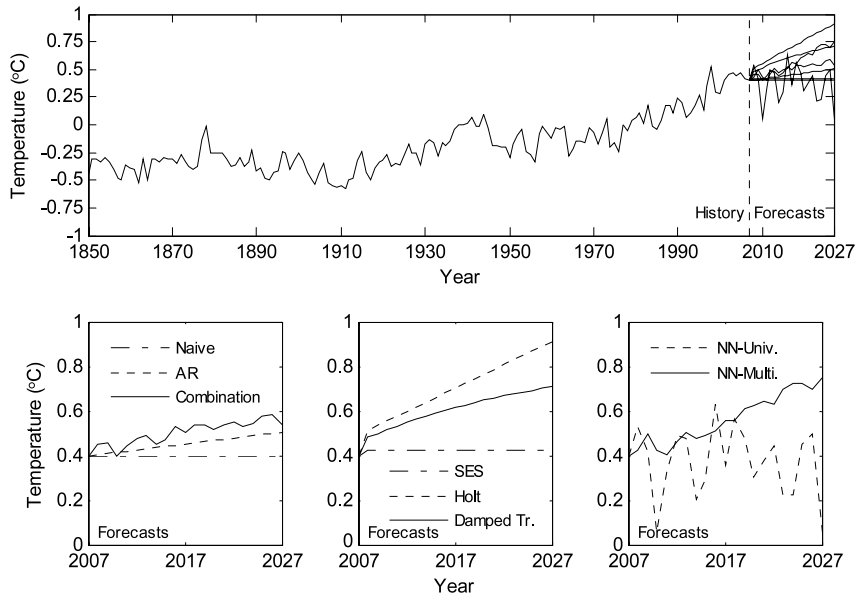 1
0.75
0.5
0.25
0
-0.25
-0.5
-0.75
-1
Temperature (°C)
History
Forecasts
1850 1870 1890 1910 1930 1950 1970 1990 2010 2027
Year
1
0.8
0.6
0.4
0.2
0
Temperature (°C)
Naive
AR
Combination
Forecasts
2007 2017 2027
1
0.8
0.6
0.4
0.2
0
SES
Holt
Damped Tr.
Forecasts
2007 2017 2027
Year
1
0.8
0.6
0.4
0.2
0
NN-Univ.
NN-Multi.
Forecasts
2007 2017 2027